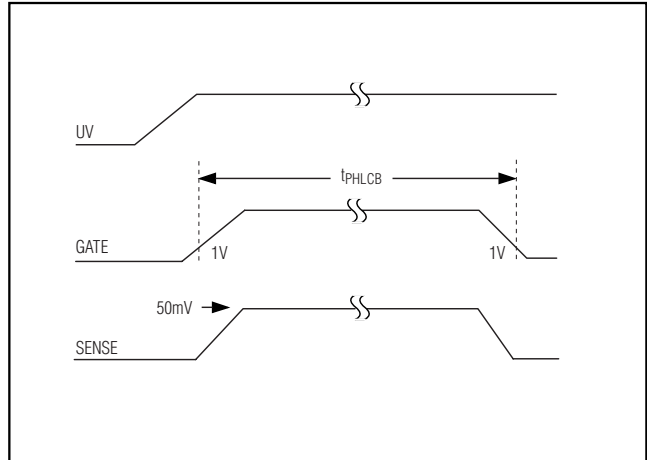 UV
tPHLCB
GATE
1V
1V
50mV
SENSE